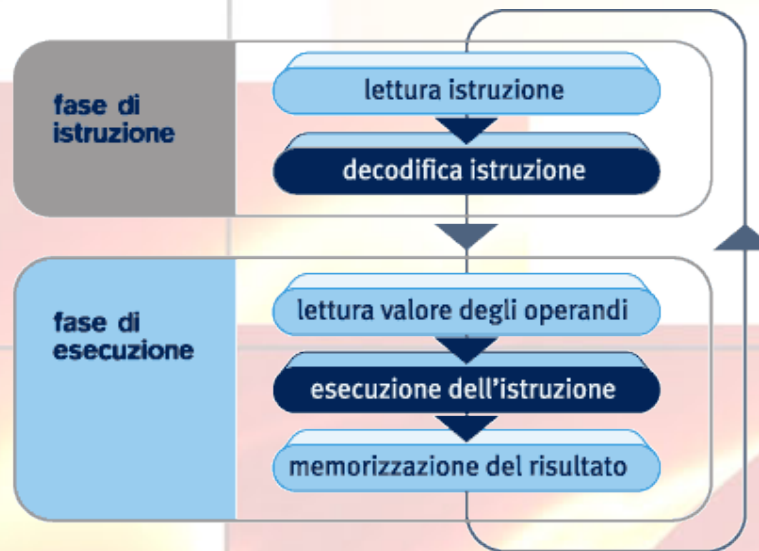 fase di
istruzione
lettura istruzione
decodifica istruzione
fase di
esecuzione
lettura valore degli operandi
esecuzione dell’istruzione
memorizzazione del risultato